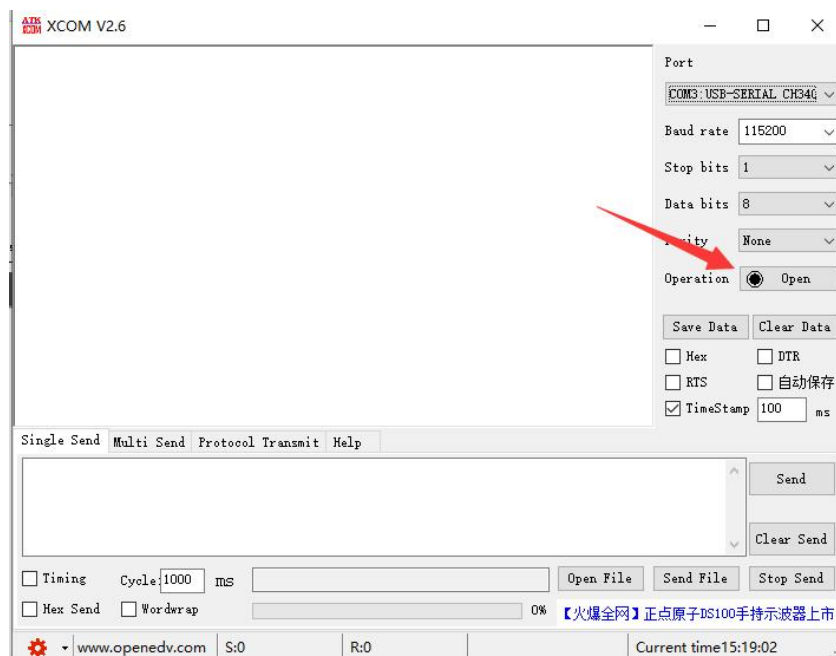 ATK XCOM XCOM V2.6
Port
COM3:USB-SERIAL CH34
Baud rate 115200
Stop bits 1
Data bits 8
None
Operation Open
Save Data Clear Data
Hex DTR
RTS 自动保存
TimeStamp 100 ms
Single Send Multi Send Protocol Transmit Help
Send
Clear Send
Timing Cycle:1000 ms Open File Send File Stop Send
Hex Send Wordwrap 0% 【火爆全网】正点原子DS100手持示波器上市
www.openedv.com S:0 R:0 Current time15:19:02